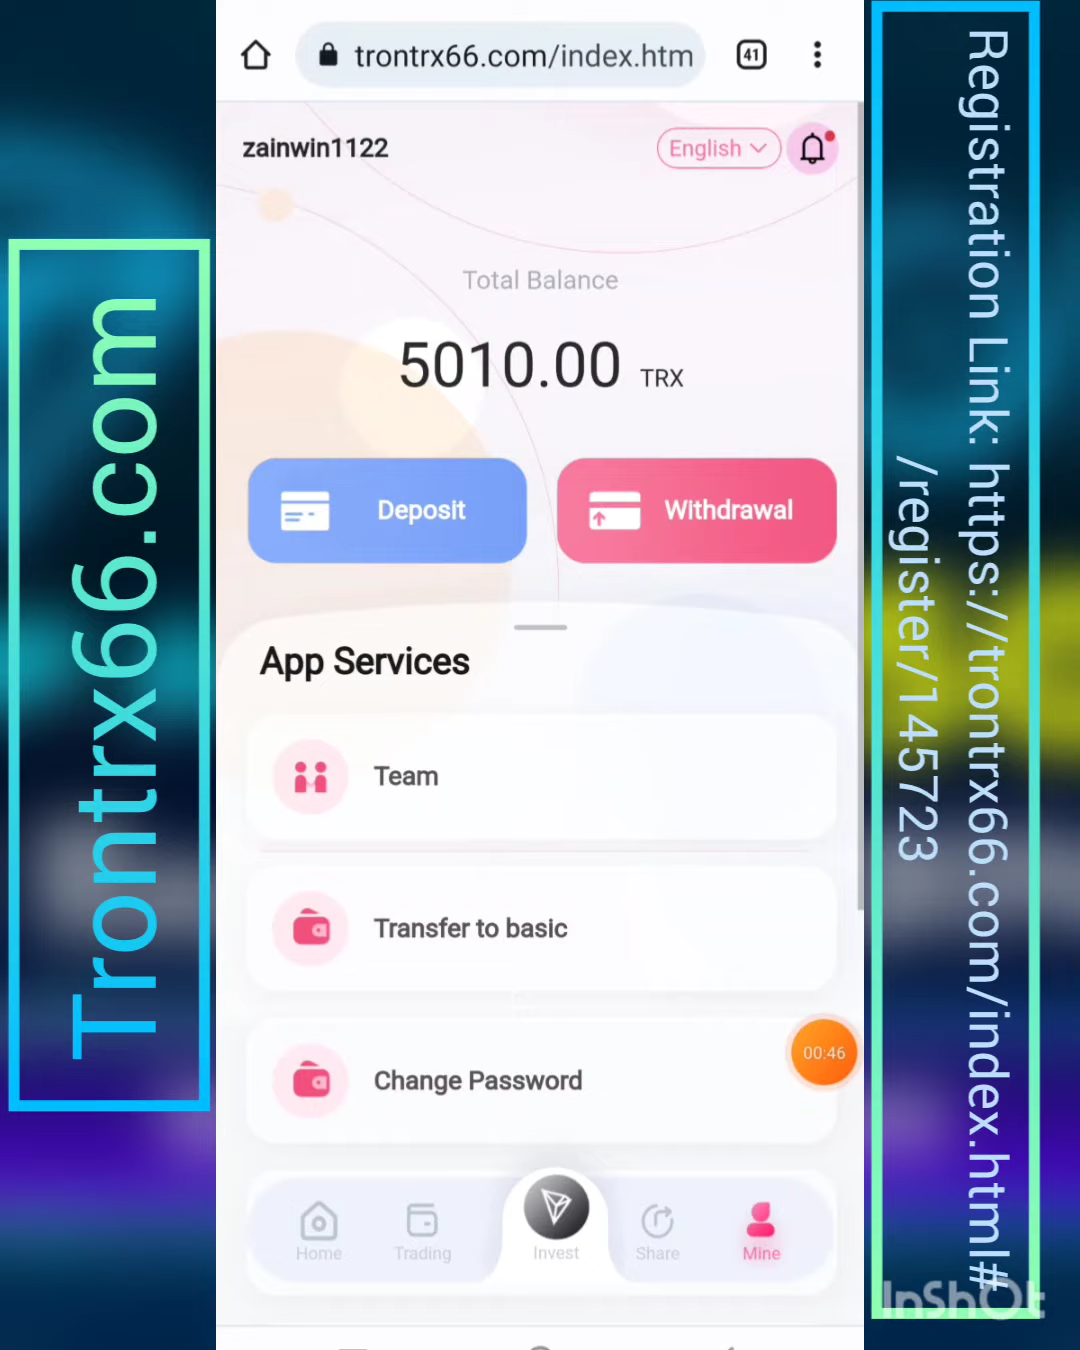 Trontrx66.com
trontrx66.com/index.htm
41
zainwin1122
English
Total Balance
5010.00 TRX
Deposit
Withdrawal
App Services
Team
Transfer to basic
Change Password
00:46
Home
Trading
Invest
Share
Mine
Registration Link: https://trontrx66.com/index.html#
/register/145723
InShOt